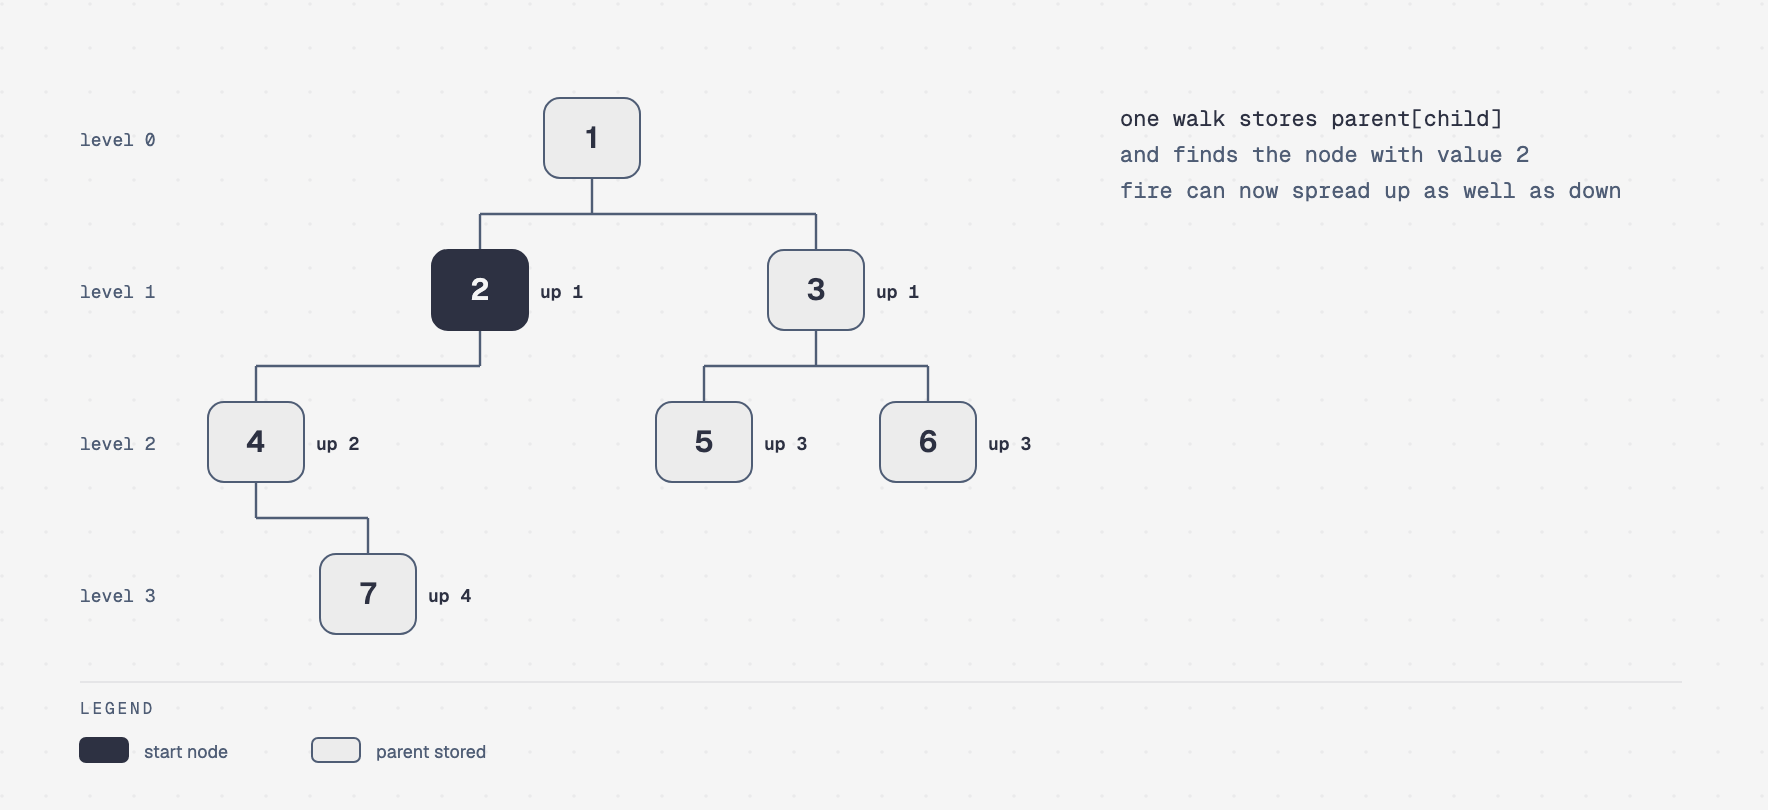 one walk stores parent[child]
and finds the node with value 2
fire can now spread up as well as down
level 0
1
level 1
2
up 1
3
up 1
level 2
4
up 2
5
up 3
6
up 3
level 3
7
up 4
LEGEND
start node
parent stored